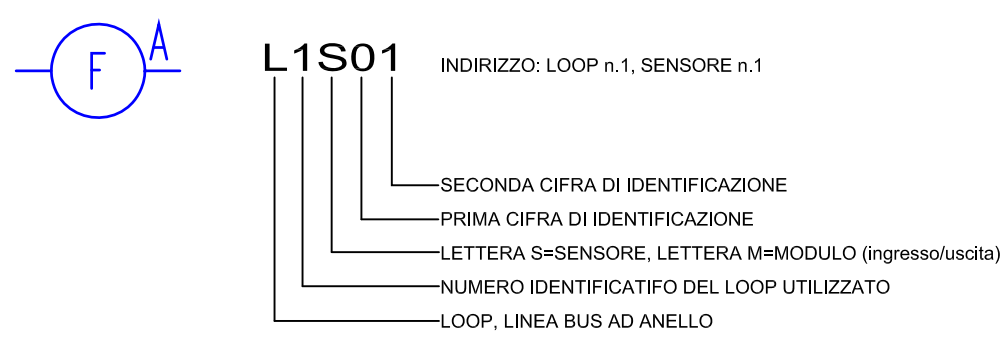 F A
L1S01
INDIRIZZO: LOOP n.1, SENSORE n.1
SECONDA CIFRA DI IDENTIFICAZIONE
PRIMA CIFRA DI IDENTIFICAZIONE
LETTERA S=SENSORE, LETTERA M=MODULO (ingresso/uscita)
NUMERO IDENTIFICATIFO DEL LOOP UTILIZZATO
LOOP, LINEA BUS AD ANELLO